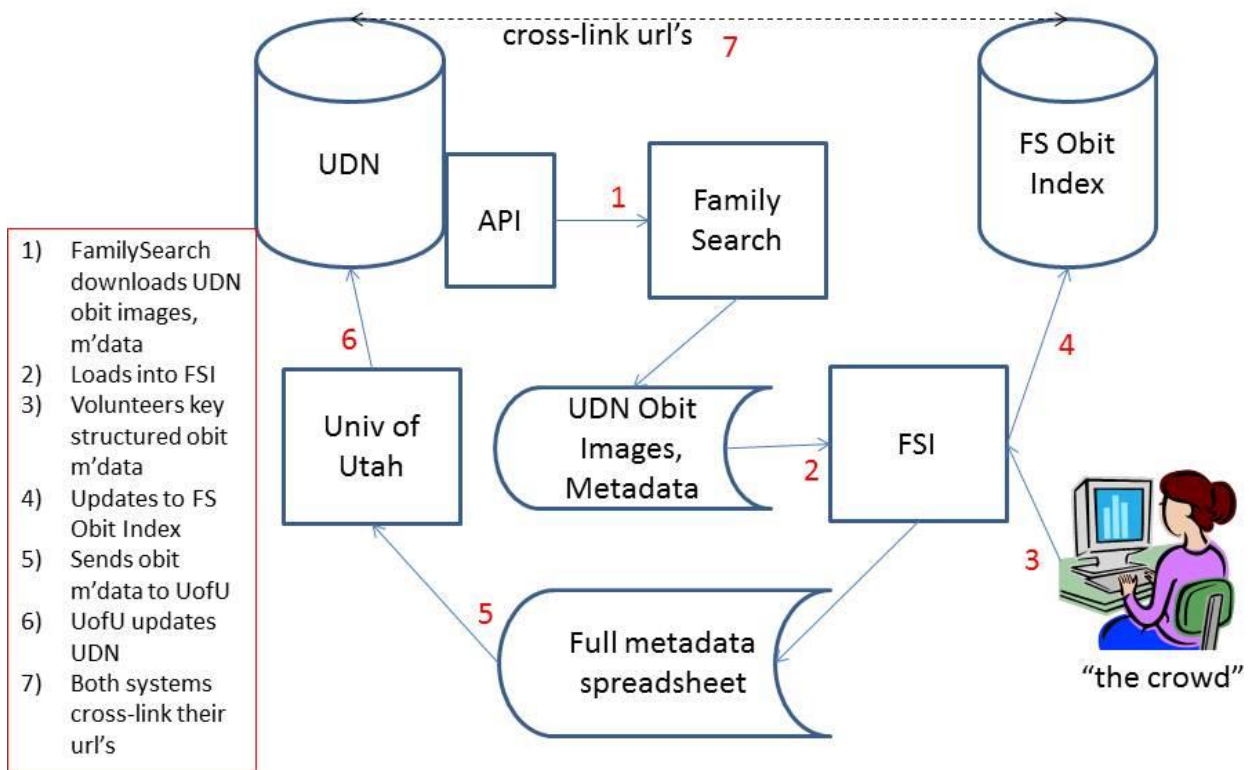 cross-link url's
7
UDN
FS Obit
Index
API
1
Family
Search
1) FamilySearch
downloads UDN
obit images,
m'data
2) Loads into FSI
3) Volunteers key
structured obit
m'data
4) Updates to FS
Obit Index
5) Sends obit
m'data to UofU
6) UofU updates
UDN
7) Both systems
cross-link their
url's
6
4
Univ of
Utah
UDN Obit
Images,
Metadata
2
FSI
3
5
Full metadata
spreadsheet
“the crowd”